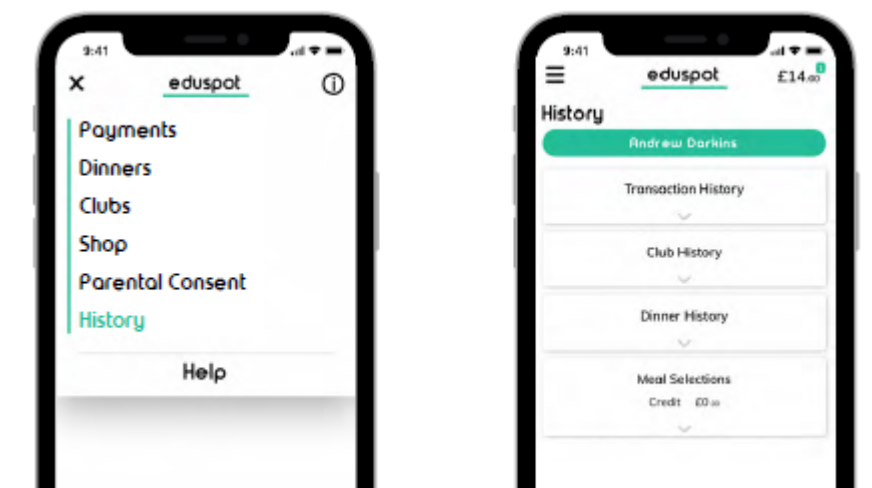 9:41
eduspot
Payments
Dinners
Clubs
Shop
Parental Consent
History
Help
9:41
eduspot
£14.00
1
History
Andrew Darkins
Transaction History
Club History
Dinner History
Meal Selections
Credit £0.00